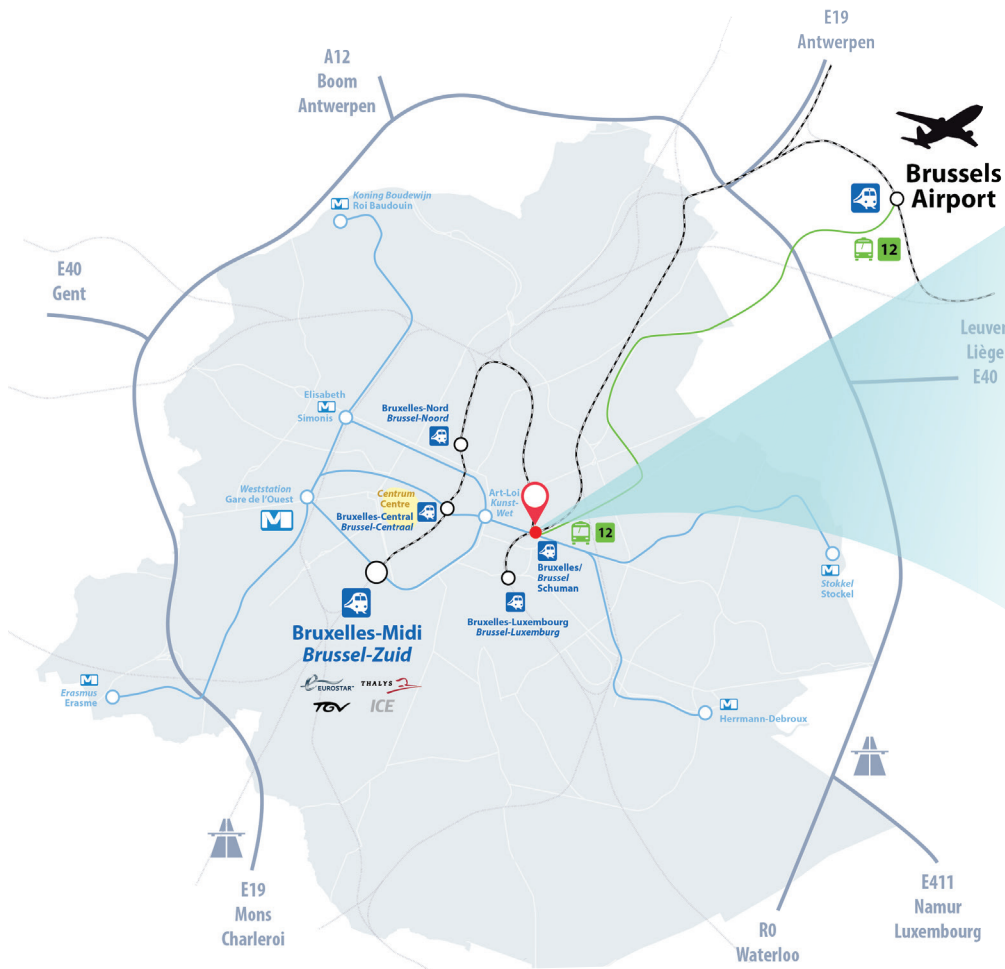 E19
Antwerpen
A12
Boom
Antwerpen
Brussels
Airport
12
Koning Boudewijn
Roi Baudouin
M
E40
Gent
Leuven
Liège
E40
Elisabeth
M
Simonis
Bruxelles-Nord
Brussel-Noord
Weststation
Gare de l'Ouest
M
Centrum
Centre
Bruxelles-Central
Brussel-Centraal
Art-Loi
Kunst-
Wet
12
Bruxelles/
Brussel
Schuman
M
Stokkel
Stockel
Bruxelles-Luxembourg
Brussel-Luxemburg
Bruxelles-Midi
Brussel-Zuid
EUROSTAR
THALYS
TGV
ICE
M
Erasmus
Erasme
M
Herrmann-Debroux
E19
Mons
Charleroi
E411
Namur
Luxembourg
R0
Waterloo